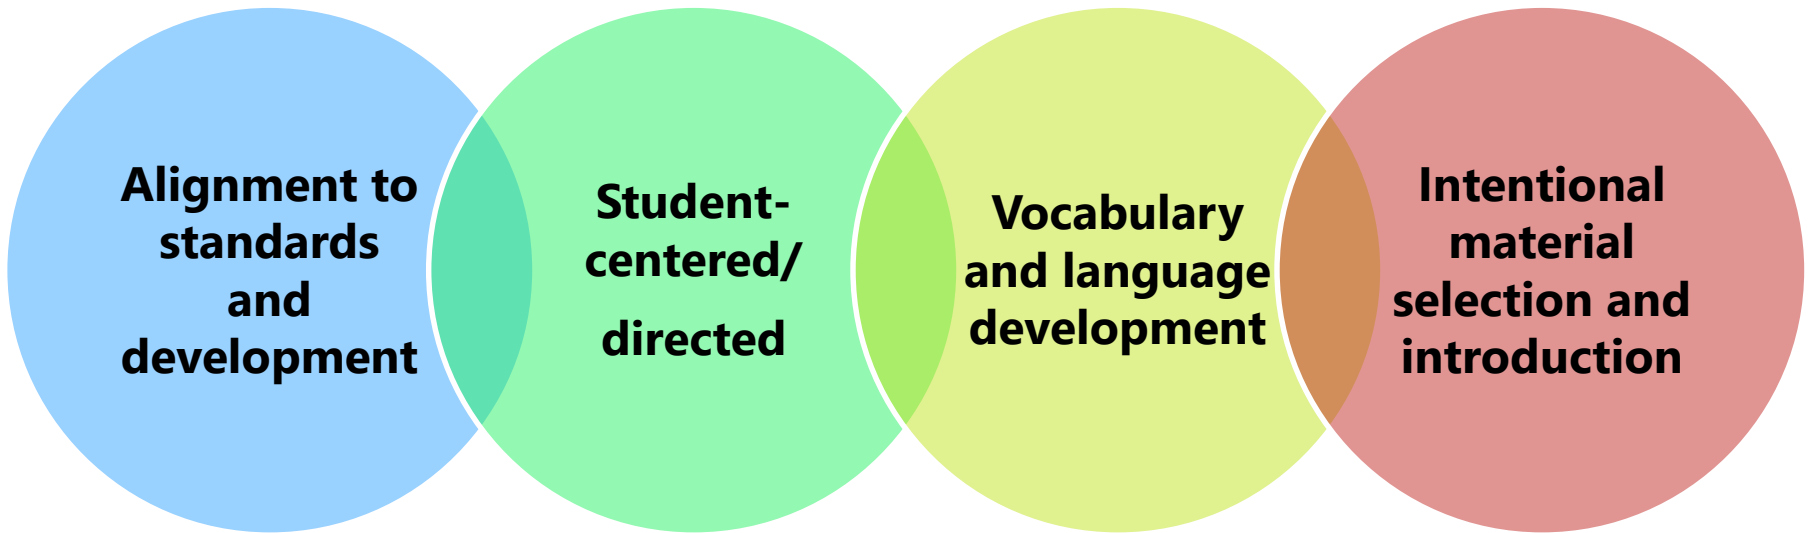 Alignment to
standards
and
development
Student-
centered/
directed
Vocabulary
and language
development
Intentional
material
selection and
introduction